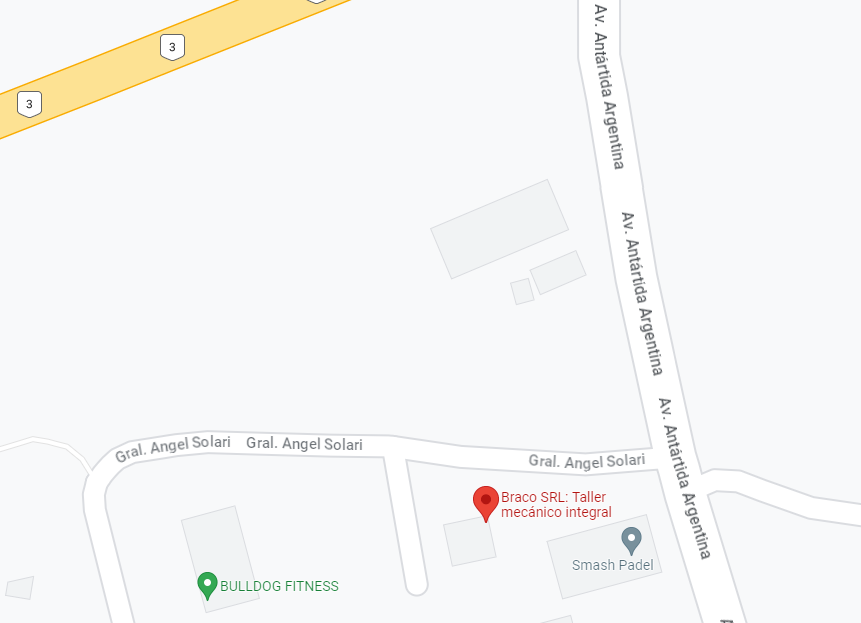 3
3
Av. Antártida Argentina
Av. Antártida Argentina
Av. Antártida Argentina
Gral. Angel Solari
Gral. Angel Solari
Gral. Angel Solari
Braco SRL: Taller
mecánico integral
Smash Padel
BULLDOG FITNESS